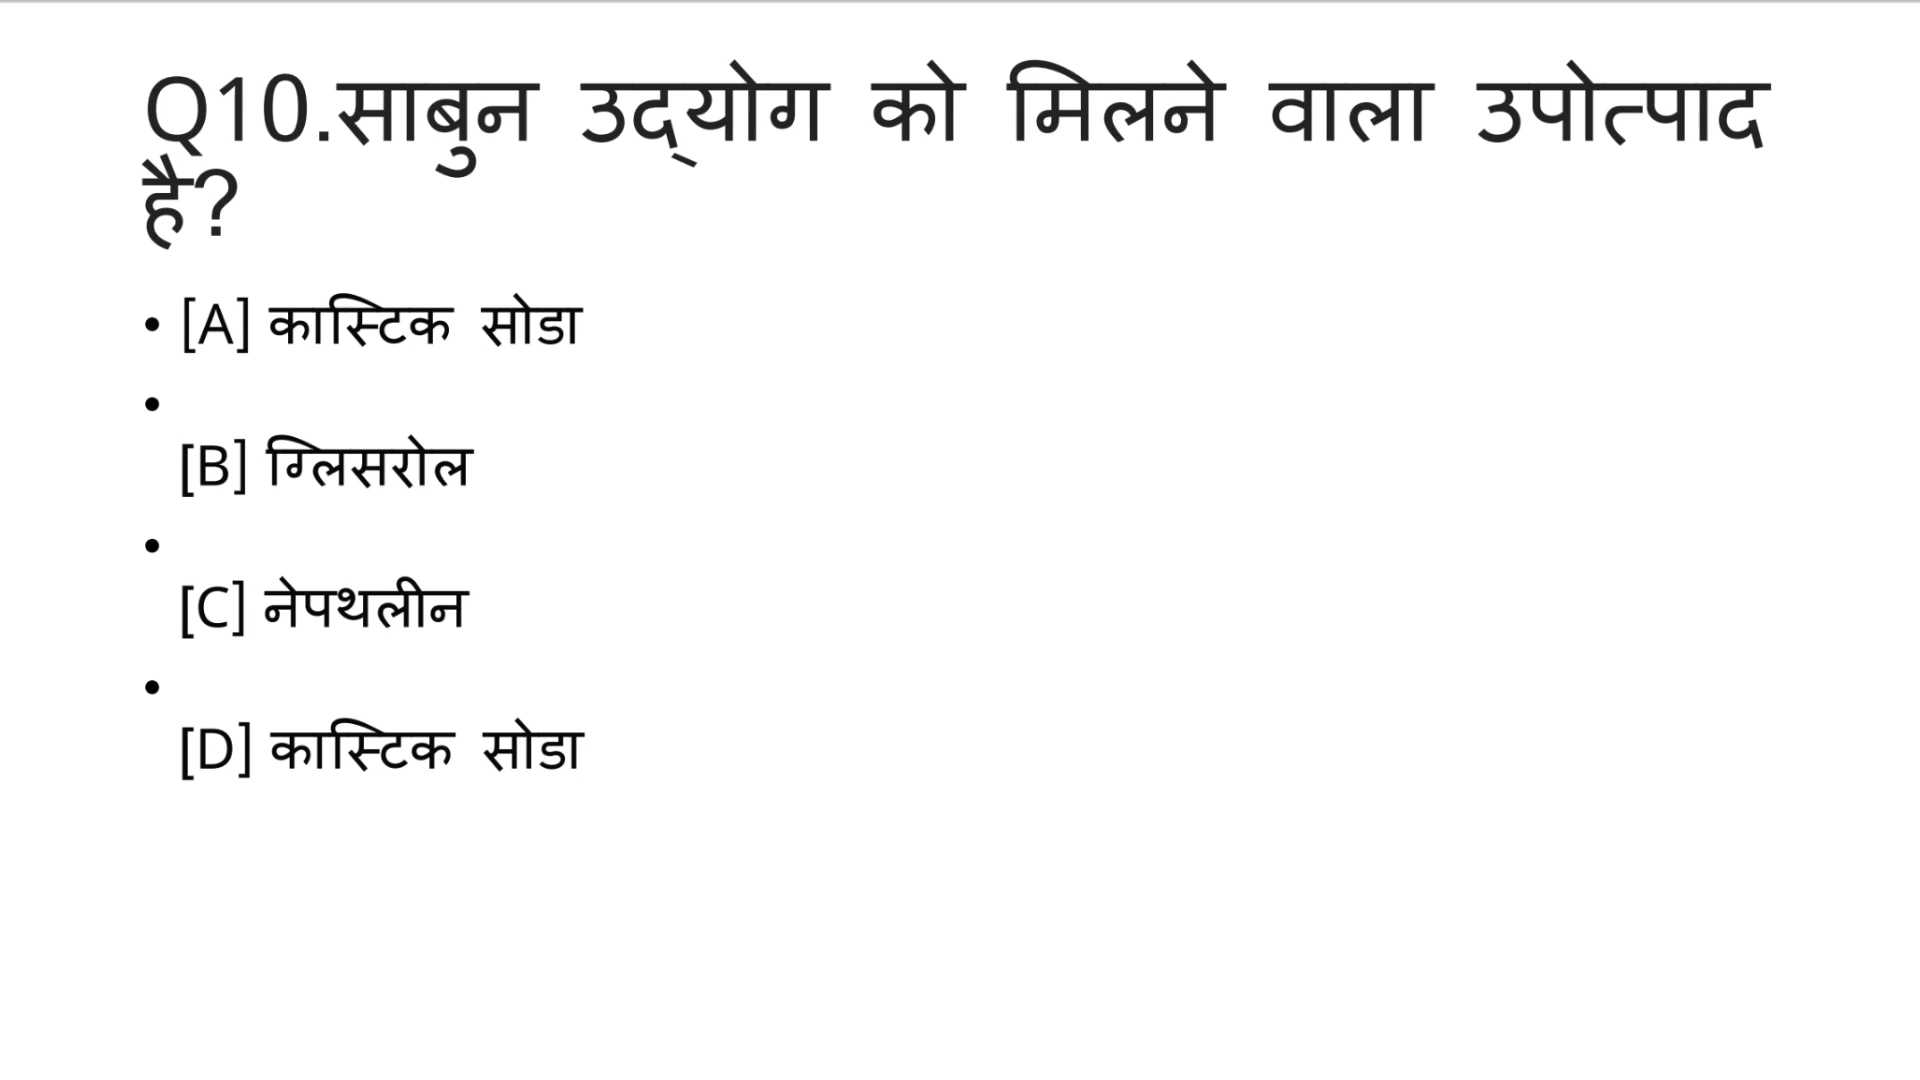 Q10.साबुन उद्योग को मिलने वाला उपोत्पाद
है?
• [A] कास्टिक सोडा
•
[B] ग्लिसरोल
•
[C] नेपथलीन
•
[D] कास्टिक सोडा